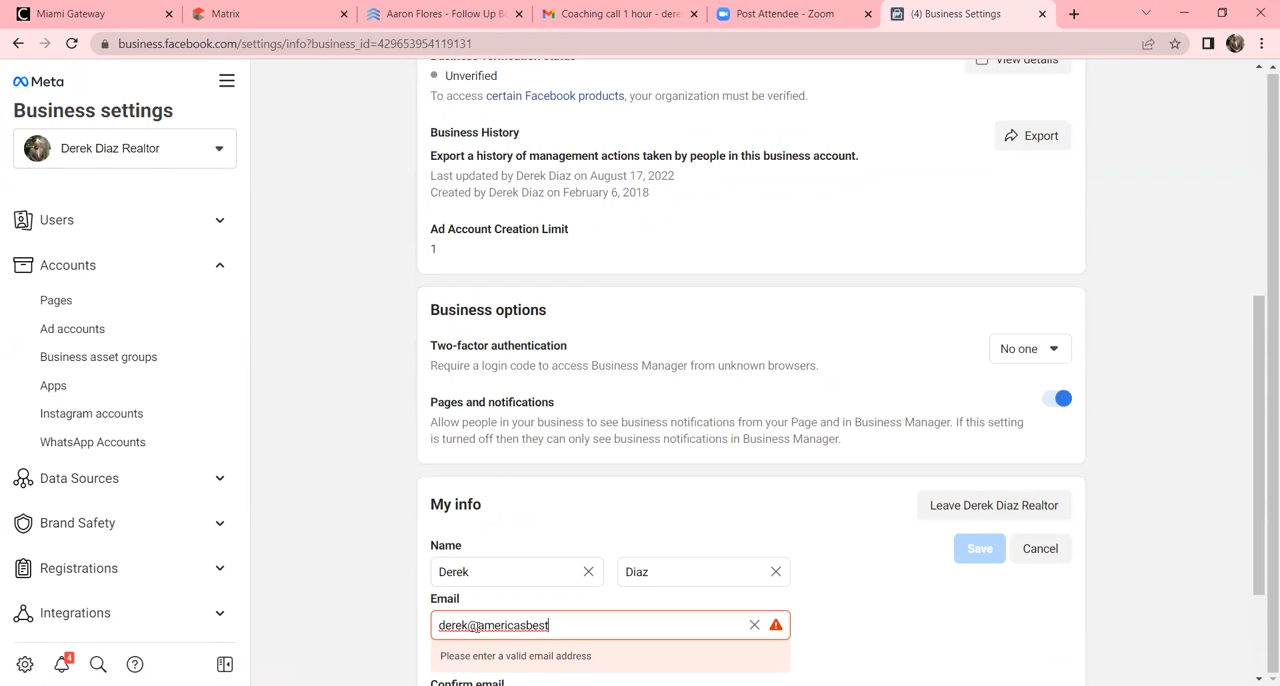 Miami Gateway
Matrix
Aaron Flores - Follow Up B
Coaching call 1 hour - dere
Post Attendee - Zoom
(4) Business Settings
business.facebook.com/settings/info?business_id=429653954119131
Meta
Business settings
Derek Diaz Realtor
Users
Accounts
Pages
Ad accounts
Business asset groups
Apps
Instagram accounts
WhatsApp Accounts
Data Sources
Brand Safety
Registrations
Integrations
4
Business verification status
View details
Unverified
To access certain Facebook products, your organization must be verified.
Business History
Export
Export a history of management actions taken by people in this business account.
Last updated by Derek Diaz on August 17, 2022
Created by Derek Diaz on February 6, 2018
Ad Account Creation Limit
1
Business options
Two-factor authentication
No one
Require a login code to access Business Manager from unknown browsers.
Pages and notifications
Allow people in your business to see business notifications from your Page and in Business Manager. If this setting
is turned off then they can only see business notifications in Business Manager.
My info
Leave Derek Diaz Realtor
Name
Save
Cancel
Derek
Diaz
Email
derek@americasbest
Please enter a valid email address
Confirm email